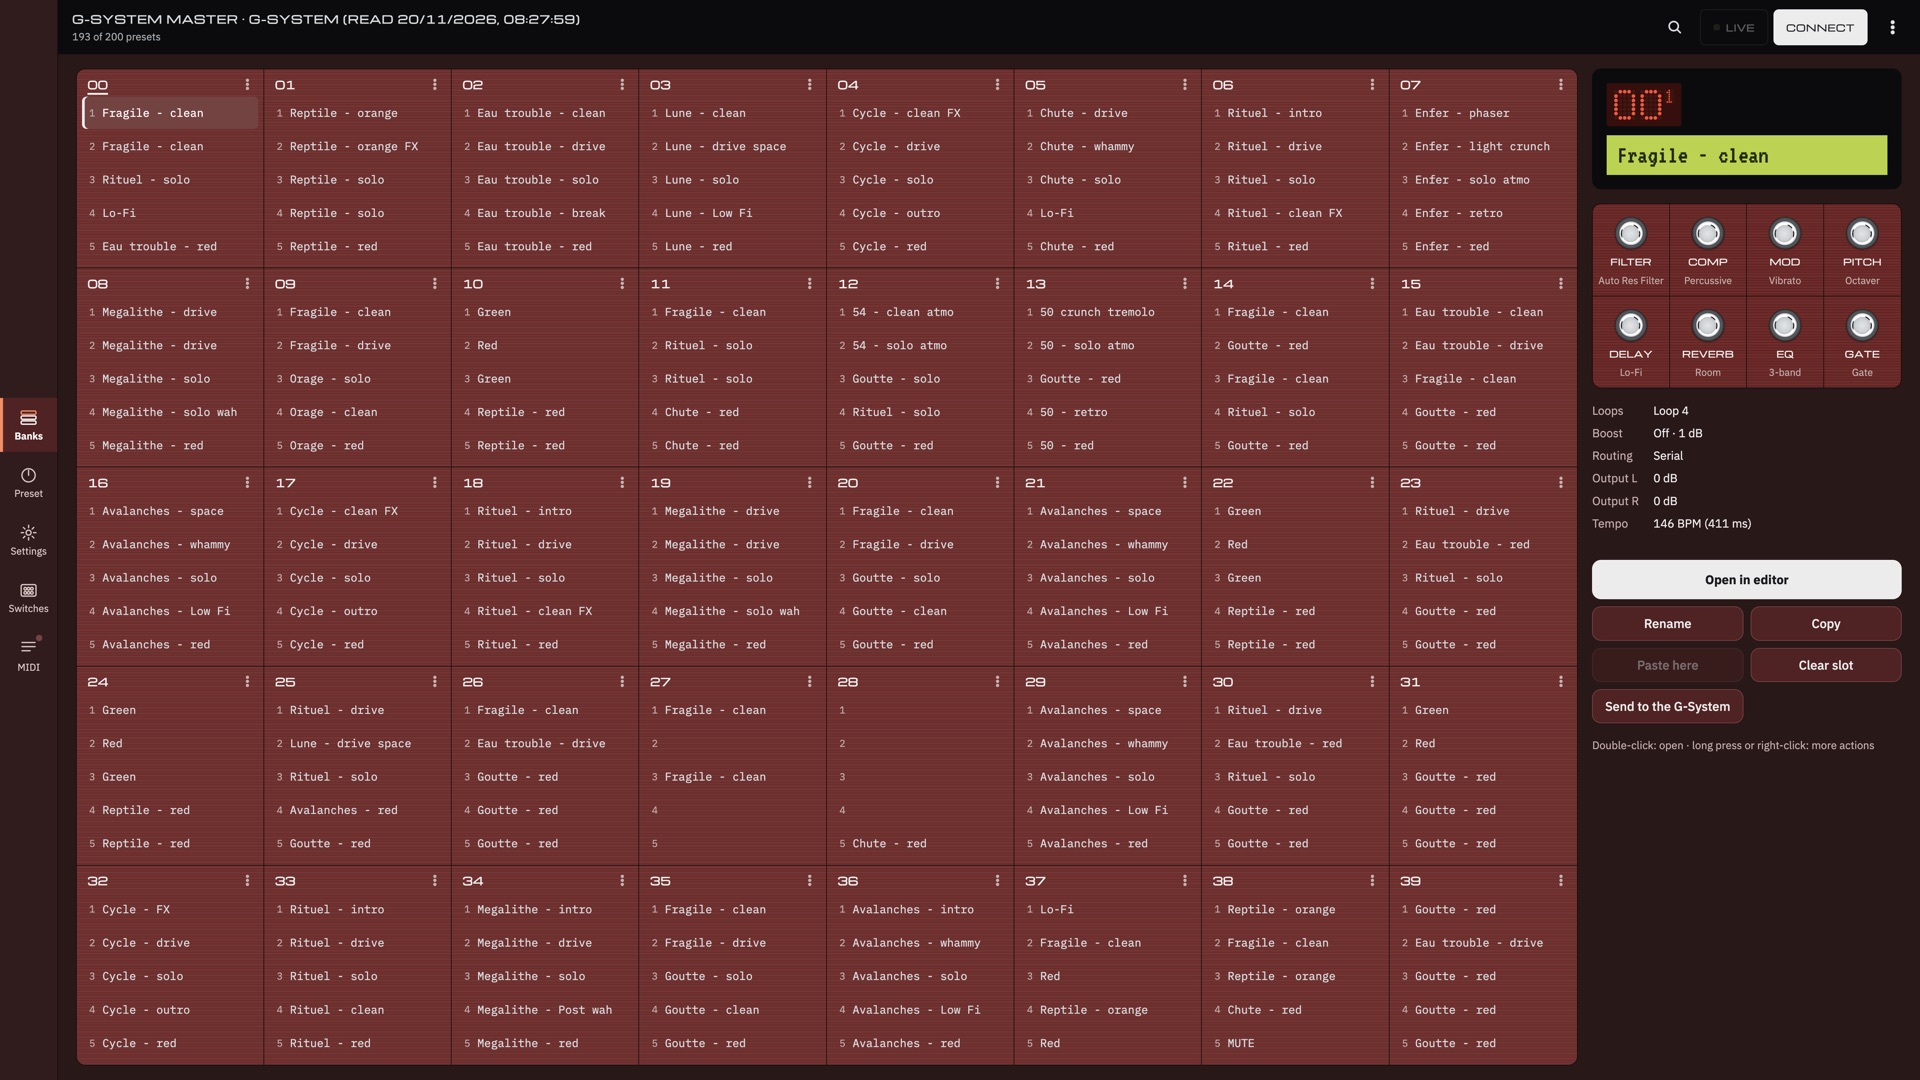 G-SYSTEM MASTER · G-SYSTEM (READ 20/11/2026, 08:27:59)
193 of 200 presets
LIVE
CONNECT
Banks
Preset
Settings
Switches
MIDI
00
1 Fragile - clean
2 Fragile - clean
3 Rituel - solo
4 Lo-Fi
5 Eau trouble - red
01
1 Reptile - orange
2 Reptile - orange FX
3 Reptile - solo
4 Reptile - solo
5 Reptile - red
02
1 Eau trouble - clean
2 Eau trouble - drive
3 Eau trouble - solo
4 Eau trouble - break
5 Eau trouble - red
03
1 Lune - clean
2 Lune - drive space
3 Lune - solo
4 Lune - Low Fi
5 Lune - red
04
1 Cycle - clean FX
2 Cycle - drive
3 Cycle - solo
4 Cycle - outro
5 Cycle - red
05
1 Chute - drive
2 Chute - whammy
3 Chute - solo
4 Lo-Fi
5 Chute - red
06
1 Rituel - intro
2 Rituel - drive
3 Rituel - solo
4 Rituel - clean FX
5 Rituel - red
07
1 Enfer - phaser
2 Enfer - light crunch
3 Enfer - solo atmo
4 Enfer - retro
5 Enfer - red
08
1 Megalithe - drive
2 Megalithe - drive
3 Megalithe - solo
4 Megalithe - solo wah
5 Megalithe - red
09
1 Fragile - clean
2 Fragile - drive
3 Orage - solo
4 Orage - clean
5 Orage - red
10
1 Green
2 Red
3 Green
4 Reptile - red
5 Reptile - red
11
1 Fragile - clean
2 Rituel - solo
3 Rituel - solo
4 Chute - red
5 Chute - red
12
1 54 - clean atmo
2 54 - solo atmo
3 Goutte - solo
4 Rituel - solo
5 Goutte - red
13
1 50 crunch tremolo
2 50 - solo atmo
3 Goutte - red
4 50 - retro
5 50 - red
14
1 Fragile - clean
2 Goutte - red
3 Fragile - clean
4 Rituel - solo
5 Goutte - red
15
1 Eau trouble - clean
2 Eau trouble - drive
3 Fragile - clean
4 Goutte - red
5 Goutte - red
16
1 Avalanches - space
2 Avalanches - whammy
3 Avalanches - solo
4 Avalanches - Low Fi
5 Avalanches - red
17
1 Cycle - clean FX
2 Cycle - drive
3 Cycle - solo
4 Cycle - outro
5 Cycle - red
18
1 Rituel - intro
2 Rituel - drive
3 Rituel - solo
4 Rituel - clean FX
5 Rituel - red
19
1 Megalithe - drive
2 Megalithe - drive
3 Megalithe - solo
4 Megalithe - solo wah
5 Megalithe - red
20
1 Fragile - clean
2 Fragile - drive
3 Goutte - solo
4 Goutte - clean
5 Goutte - red
21
1 Avalanches - space
2 Avalanches - whammy
3 Avalanches - solo
4 Avalanches - Low Fi
5 Avalanches - red
22
1 Green
2 Red
3 Green
4 Reptile - red
5 Reptile - red
23
1 Rituel - drive
2 Eau trouble - red
3 Rituel - solo
4 Goutte - red
5 Goutte - red
24
1 Green
2 Red
3 Green
4 Reptile - red
5 Reptile - red
25
1 Rituel - drive
2 Lune - drive space
3 Rituel - solo
4 Avalanches - red
5 Goutte - red
26
1 Fragile - clean
2 Eau trouble - drive
3 Goutte - red
4 Goutte - red
5 Goutte - red
27
1 Fragile - clean
2
3 Fragile - clean
4
5
28
1
2
3
4
5 Chute - red
29
1 Avalanches - space
2 Avalanches - whammy
3 Avalanches - solo
4 Avalanches - Low Fi
5 Avalanches - red
30
1 Rituel - drive
2 Eau trouble - red
3 Rituel - solo
4 Goutte - red
5 Goutte - red
31
1 Green
2 Red
3 Goutte - red
4 Goutte - red
5 Goutte - red
32
1 Cycle - FX
2 Cycle - drive
3 Cycle - solo
4 Cycle - outro
5 Cycle - red
33
1 Rituel - intro
2 Rituel - drive
3 Rituel - solo
4 Rituel - clean
5 Rituel - red
34
1 Megalithe - intro
2 Megalithe - drive
3 Megalithe - solo
4 Megalithe - Post wah
5 Megalithe - red
35
1 Fragile - clean
2 Fragile - drive
3 Goutte - solo
4 Goutte - clean
5 Goutte - red
36
1 Avalanches - intro
2 Avalanches - whammy
3 Avalanches - solo
4 Avalanches - Low Fi
5 Avalanches - red
37
1 Lo-Fi
2 Fragile - clean
3 Red
4 Reptile - orange
5 Red
38
1 Reptile - orange
2 Fragile - clean
3 Reptile - orange
4 Chute - red
5 MUTE
39
1 Goutte - red
2 Eau trouble - drive
3 Goutte - red
4 Goutte - red
5 Goutte - red
00 1
Fragile - clean
FILTER
Auto Res Filter
COMP
Percussive
MOD
Vibrato
PITCH
Octaver
DELAY
Lo-Fi
REVERB
Room
EQ
3-band
GATE
Gate
Loops Loop 4
Boost Off · 1 dB
Routing Serial
Output L 0 dB
Output R 0 dB
Tempo 146 BPM (411 ms)
Open in editor
Rename
Copy
Paste here
Clear slot
Send to the G-System
Double-click: open · long press or right-click: more actions